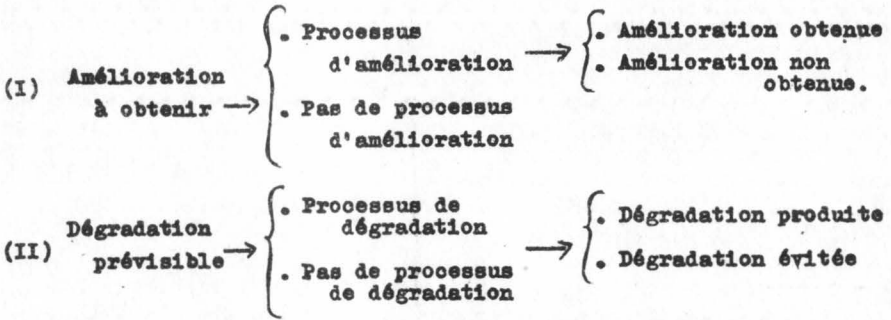 . Processus
d'amélioration
. Pas de processus
d'amélioration
(I) Amélioration
à obtenir
. Amélioration obtenue
. Amélioration non
obtenue.
(II) Dégradation
prévisible
. Processus de
dégradation
. Pas de processus
de dégradation
. Dégradation produite
. Dégradation évitée